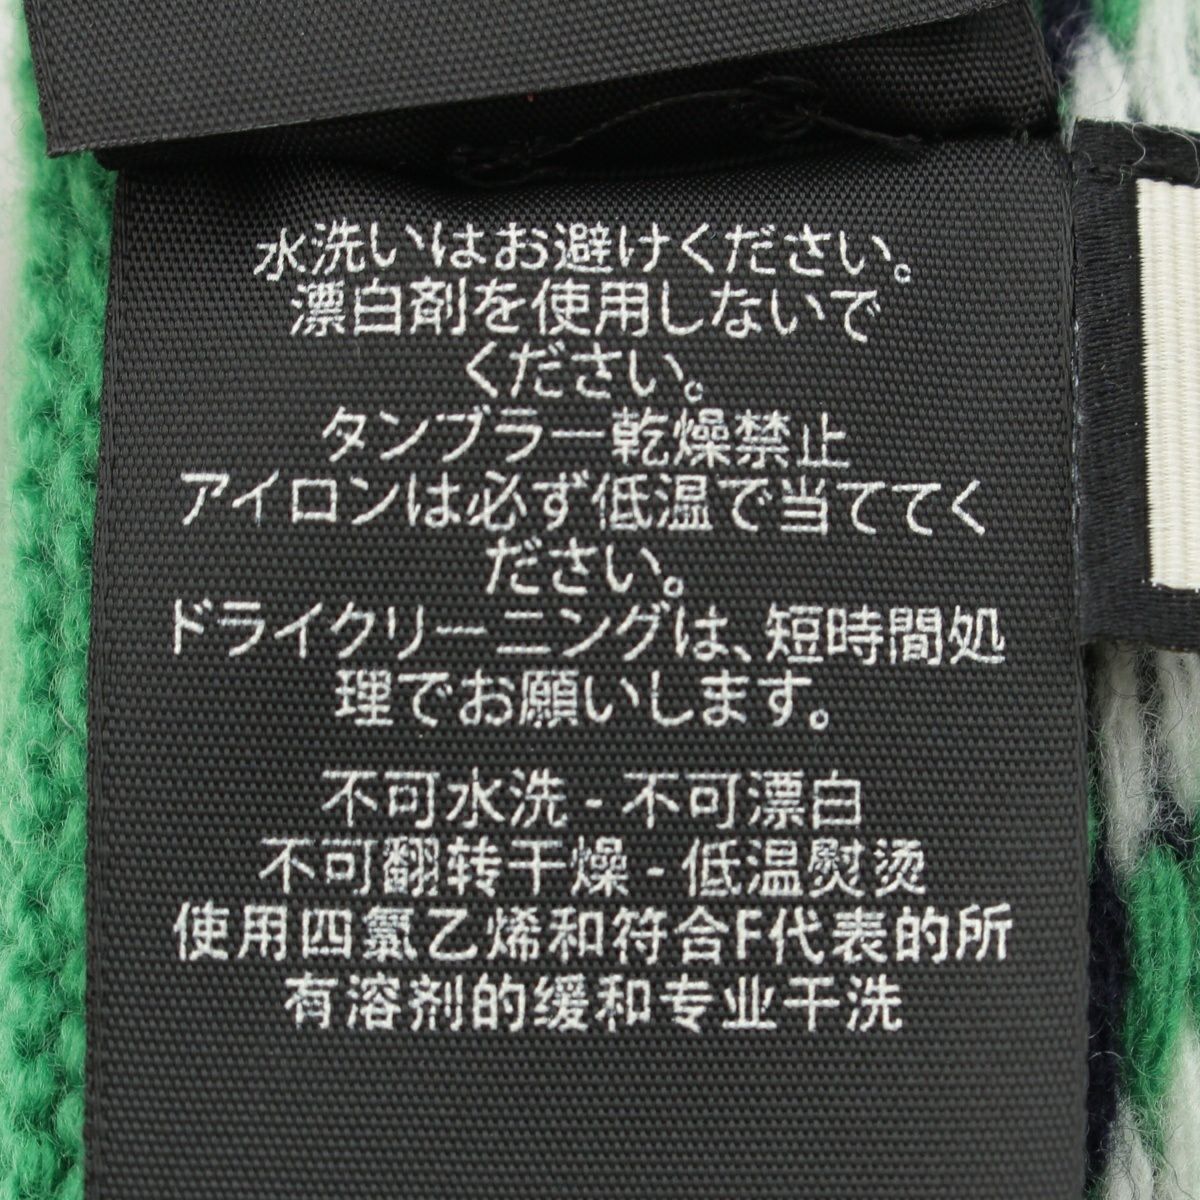 水洗いはお避けください。
漂白剤を使用しないで
ください。
タンブラー乾燥禁止
アイロンは必ず低温で当ててく
ださい。
ドライクリーニングは、短時間処
理でお願いします。
不可水洗 - 不可漂白
不可翻转干燥 - 低温熨烫
使用四氯乙烯和符合F代表的所
有溶剂的缓和专业干洗